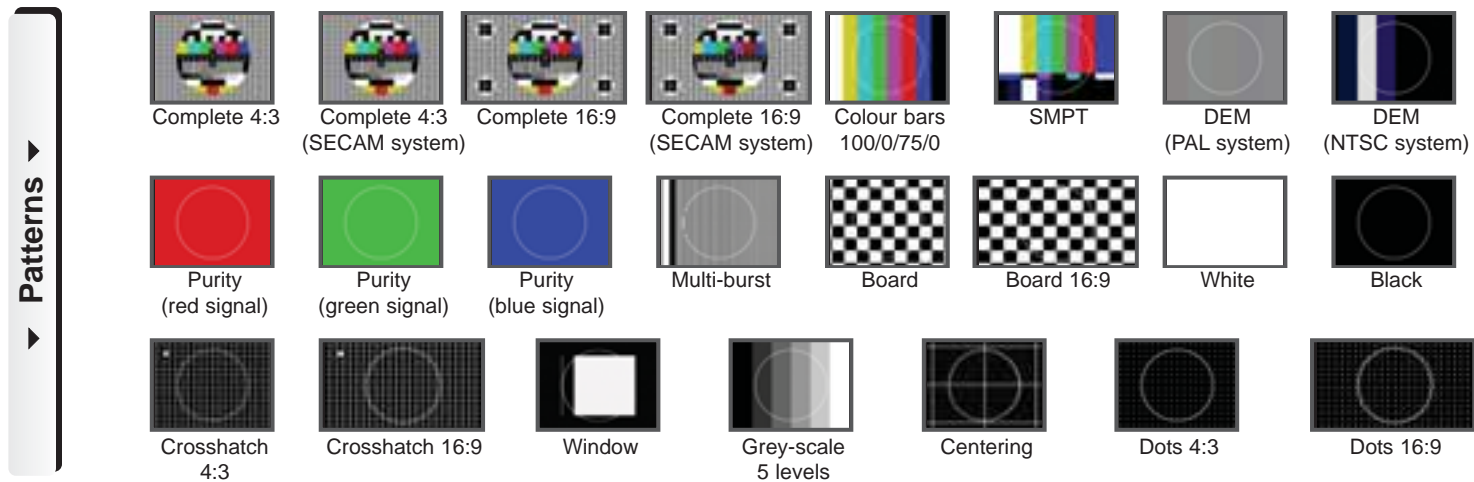 Patterns
Complete 4:3
Complete 4:3
(SECAM system)
Complete 16:9
Complete 16:9
(SECAM system)
Colour bars
100/0/75/0
SMPT
DEM
(PAL system)
DEM
(NTSC system)
Purity
(red signal)
Purity
(green signal)
Purity
(blue signal)
Multi-burst
Board
Board 16:9
White
Black
Crosshatch
4:3
Crosshatch 16:9
Window
Grey-scale
5 levels
Centering
Dots 4:3
Dots 16:9